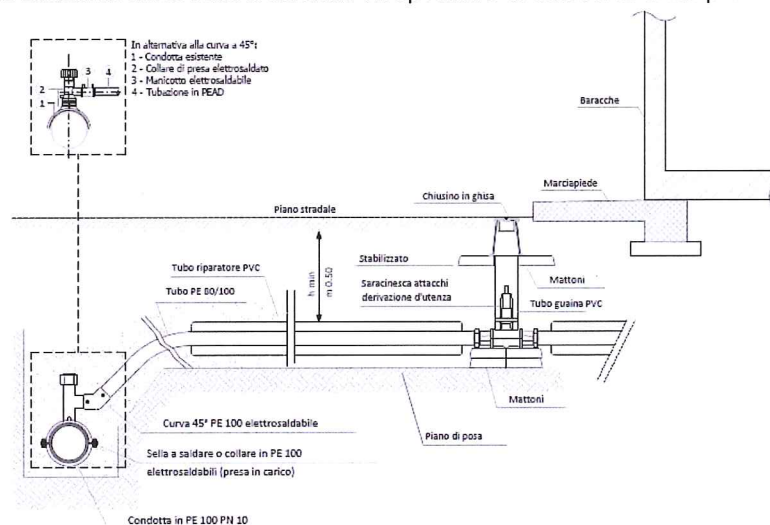 In alternativa alla curva a 45°:
1 - Condotta esistente
2 - Collare di presa elettrosaldato
3 - Manicotto elettrosaldabile
4 - Tubazione in PEAD
3 4
2
1
Baracche
Marciapiede
Chiusino in ghisa
Piano stradale
Stabilizzato
Mattoni
Tubo riparatore PVC
h min
m 0.50
Saracinesca attacchi
derivazione d'utenza
Tubo PE 80/100
Tubo guaina PVC
Mattoni
Curva 45° PE 100 elettrosaldabile
Piano di posa
Sella a saldare o collare in PE 100
elettrosaldabili (presa in carico)
Condotta in PE 100 PN 10